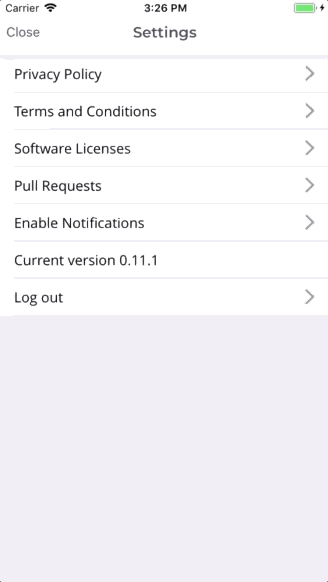 Carrier 3:26 PM
Close Settings
Privacy Policy
Terms and Conditions
Software Licenses
Pull Requests
Enable Notifications
Current version 0.11.1
Log out